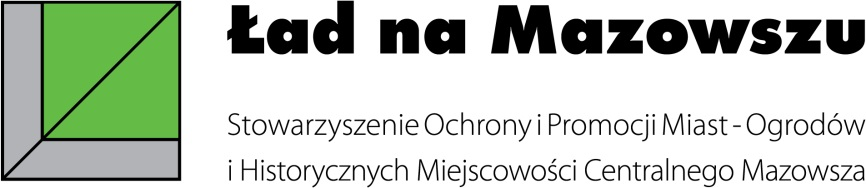 Ład na Mazowszu
Stowarzyszenie Ochrony i Promocji Miast - Ogrodów
i Historycznych Miejscowości Centralnego Mazowsza